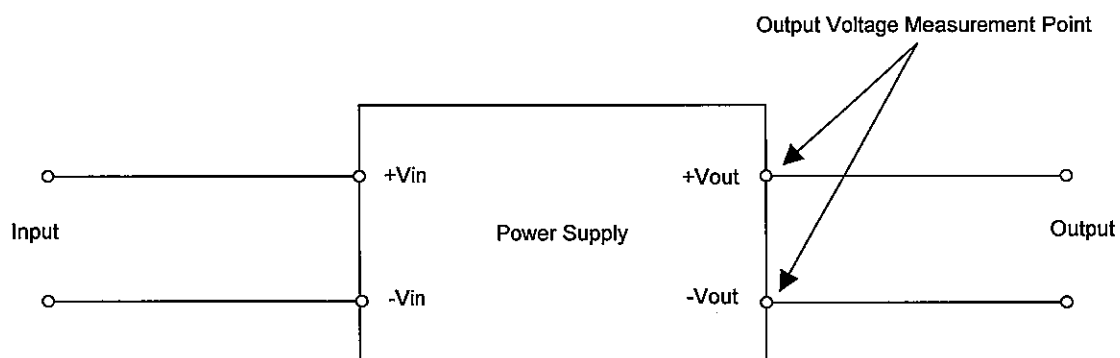 Output Voltage Measurement Point
+Vin
+Vout
Input
Power Supply
Output
-Vin
-Vout